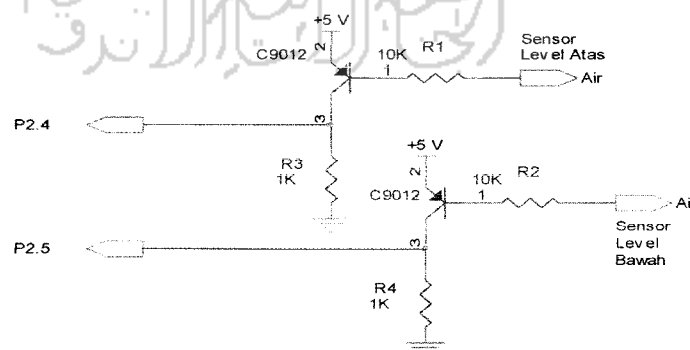 +5 V
2
C9012
10K
R1
1
Sensor
Level Atas
Air
P2.4
3
R3
1K
+5 V
2
C9012
10K
R2
1
Ai
Sensor
Level
Bawah
P2.5
3
R4
1K